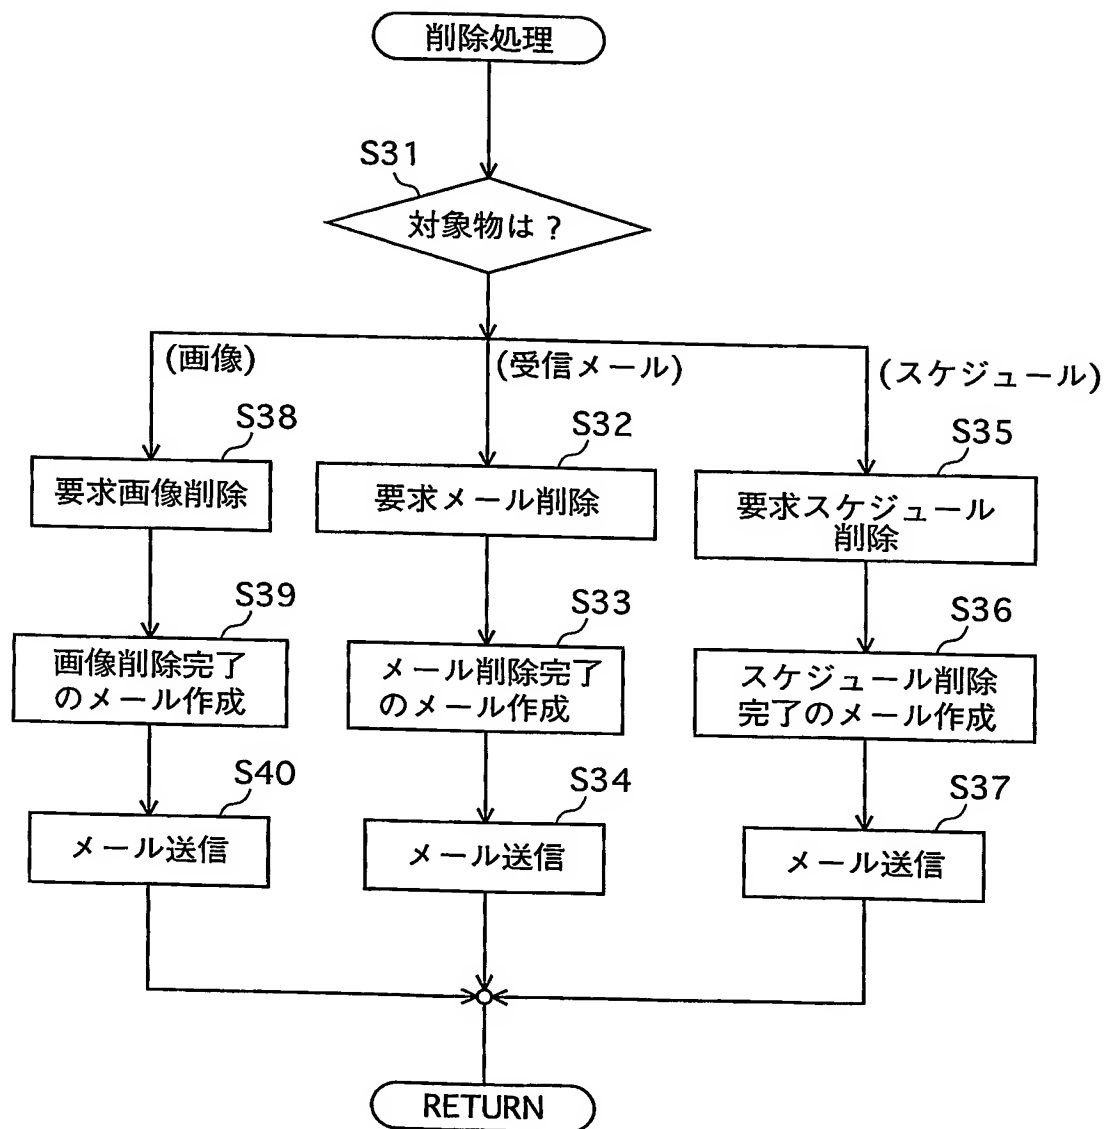 削除処理
S31
対象物は?
(画像)
(受信メール)
(スケジュール)
S38
要求画像削除
S32
要求メール削除
S35
要求スケジュール
削除
S39
画像削除完了
のメール作成
S33
メール削除完了
のメール作成
S36
スケジュール削除
完了のメール作成
S40
メール送信
S34
メール送信
S37
メール送信
RETURN